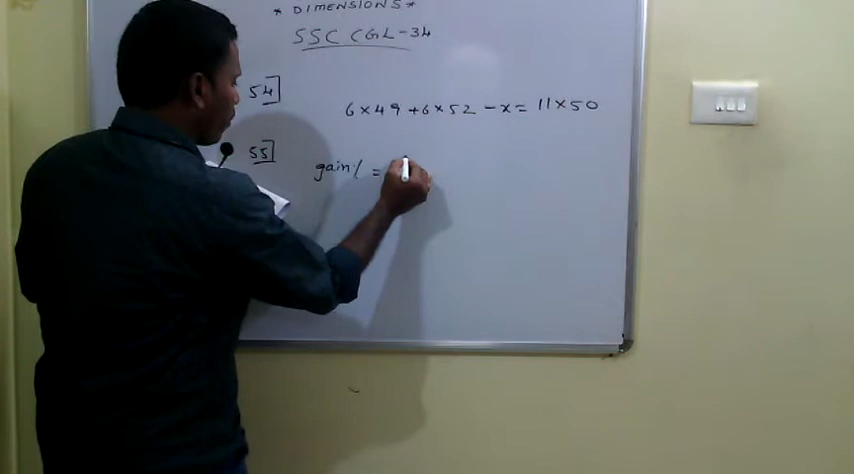 * DIMENSIONS *
SSC CGL-34
54]
6 × 49 + 6 × 52 - x = 11 × 50
55]
gain % =